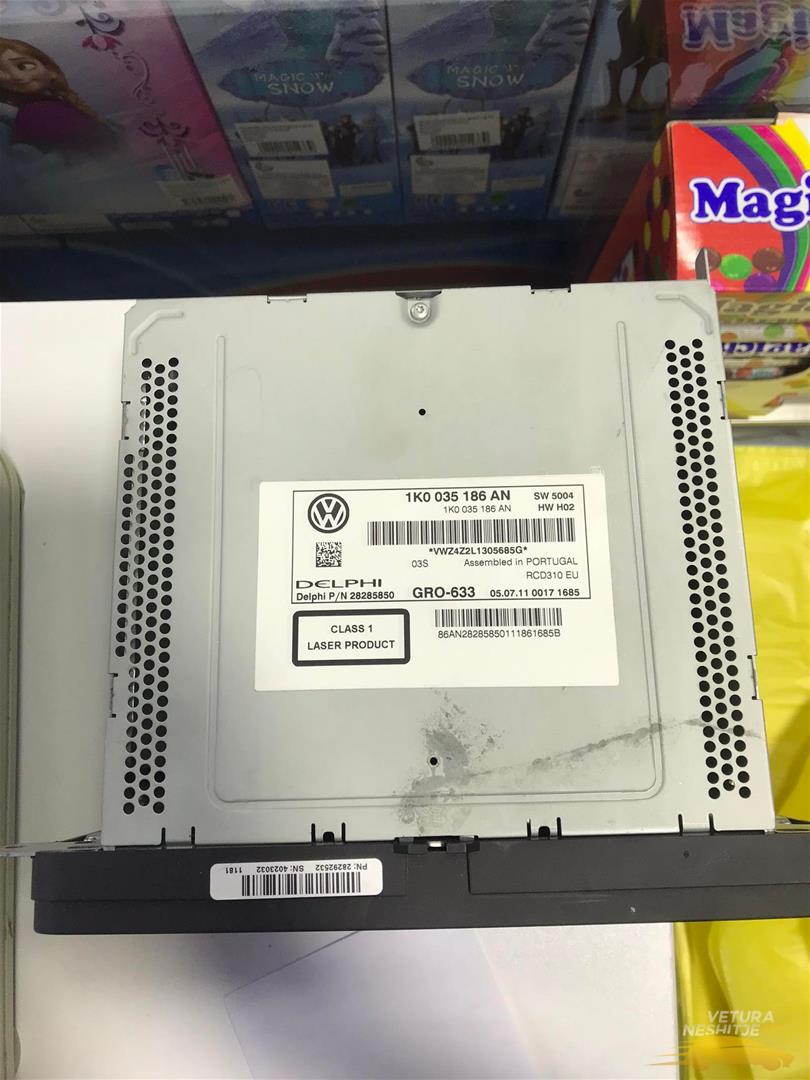 MAGIC
SNOW
MAGIC
SNOW
Magi
Magi
1K0 035 186 AN
SW 5004
1K0 035 186 AN
HW H02
*VWZ4Z2L1305685G*
03S
Assembled in PORTUGAL
RCD310 EU
DELPHI
Delphi P/N 28285850
GRO-633
05.07.11 0017 1685
CLASS 1
LASER PRODUCT
86AN28285850111861685B
PN: 28292532 SN: 4023032 1181
VETURA
NESHITJE